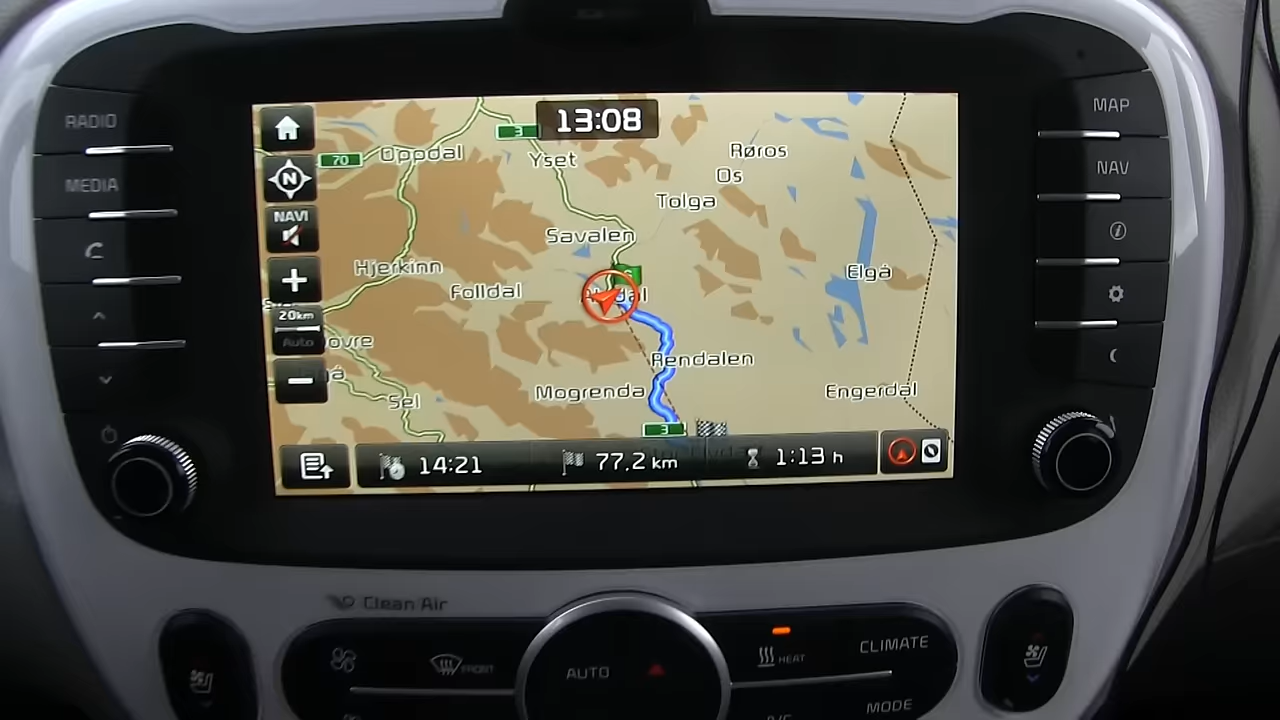 RADIO
MEDIA
MAP
NAV
13:08
3
70
N
NAVI
Oppdal
Yset
Røros
Os
Tolga
Savalen
Hjerkinn
Folldal
Elgå
20km
Auto
Rendalen
Mogrenda
Engerdal
Sel
3
14:21
77.2 km
1:13 h
Clean Air
FRONT
AUTO
HEAT
CLIMATE
MODE